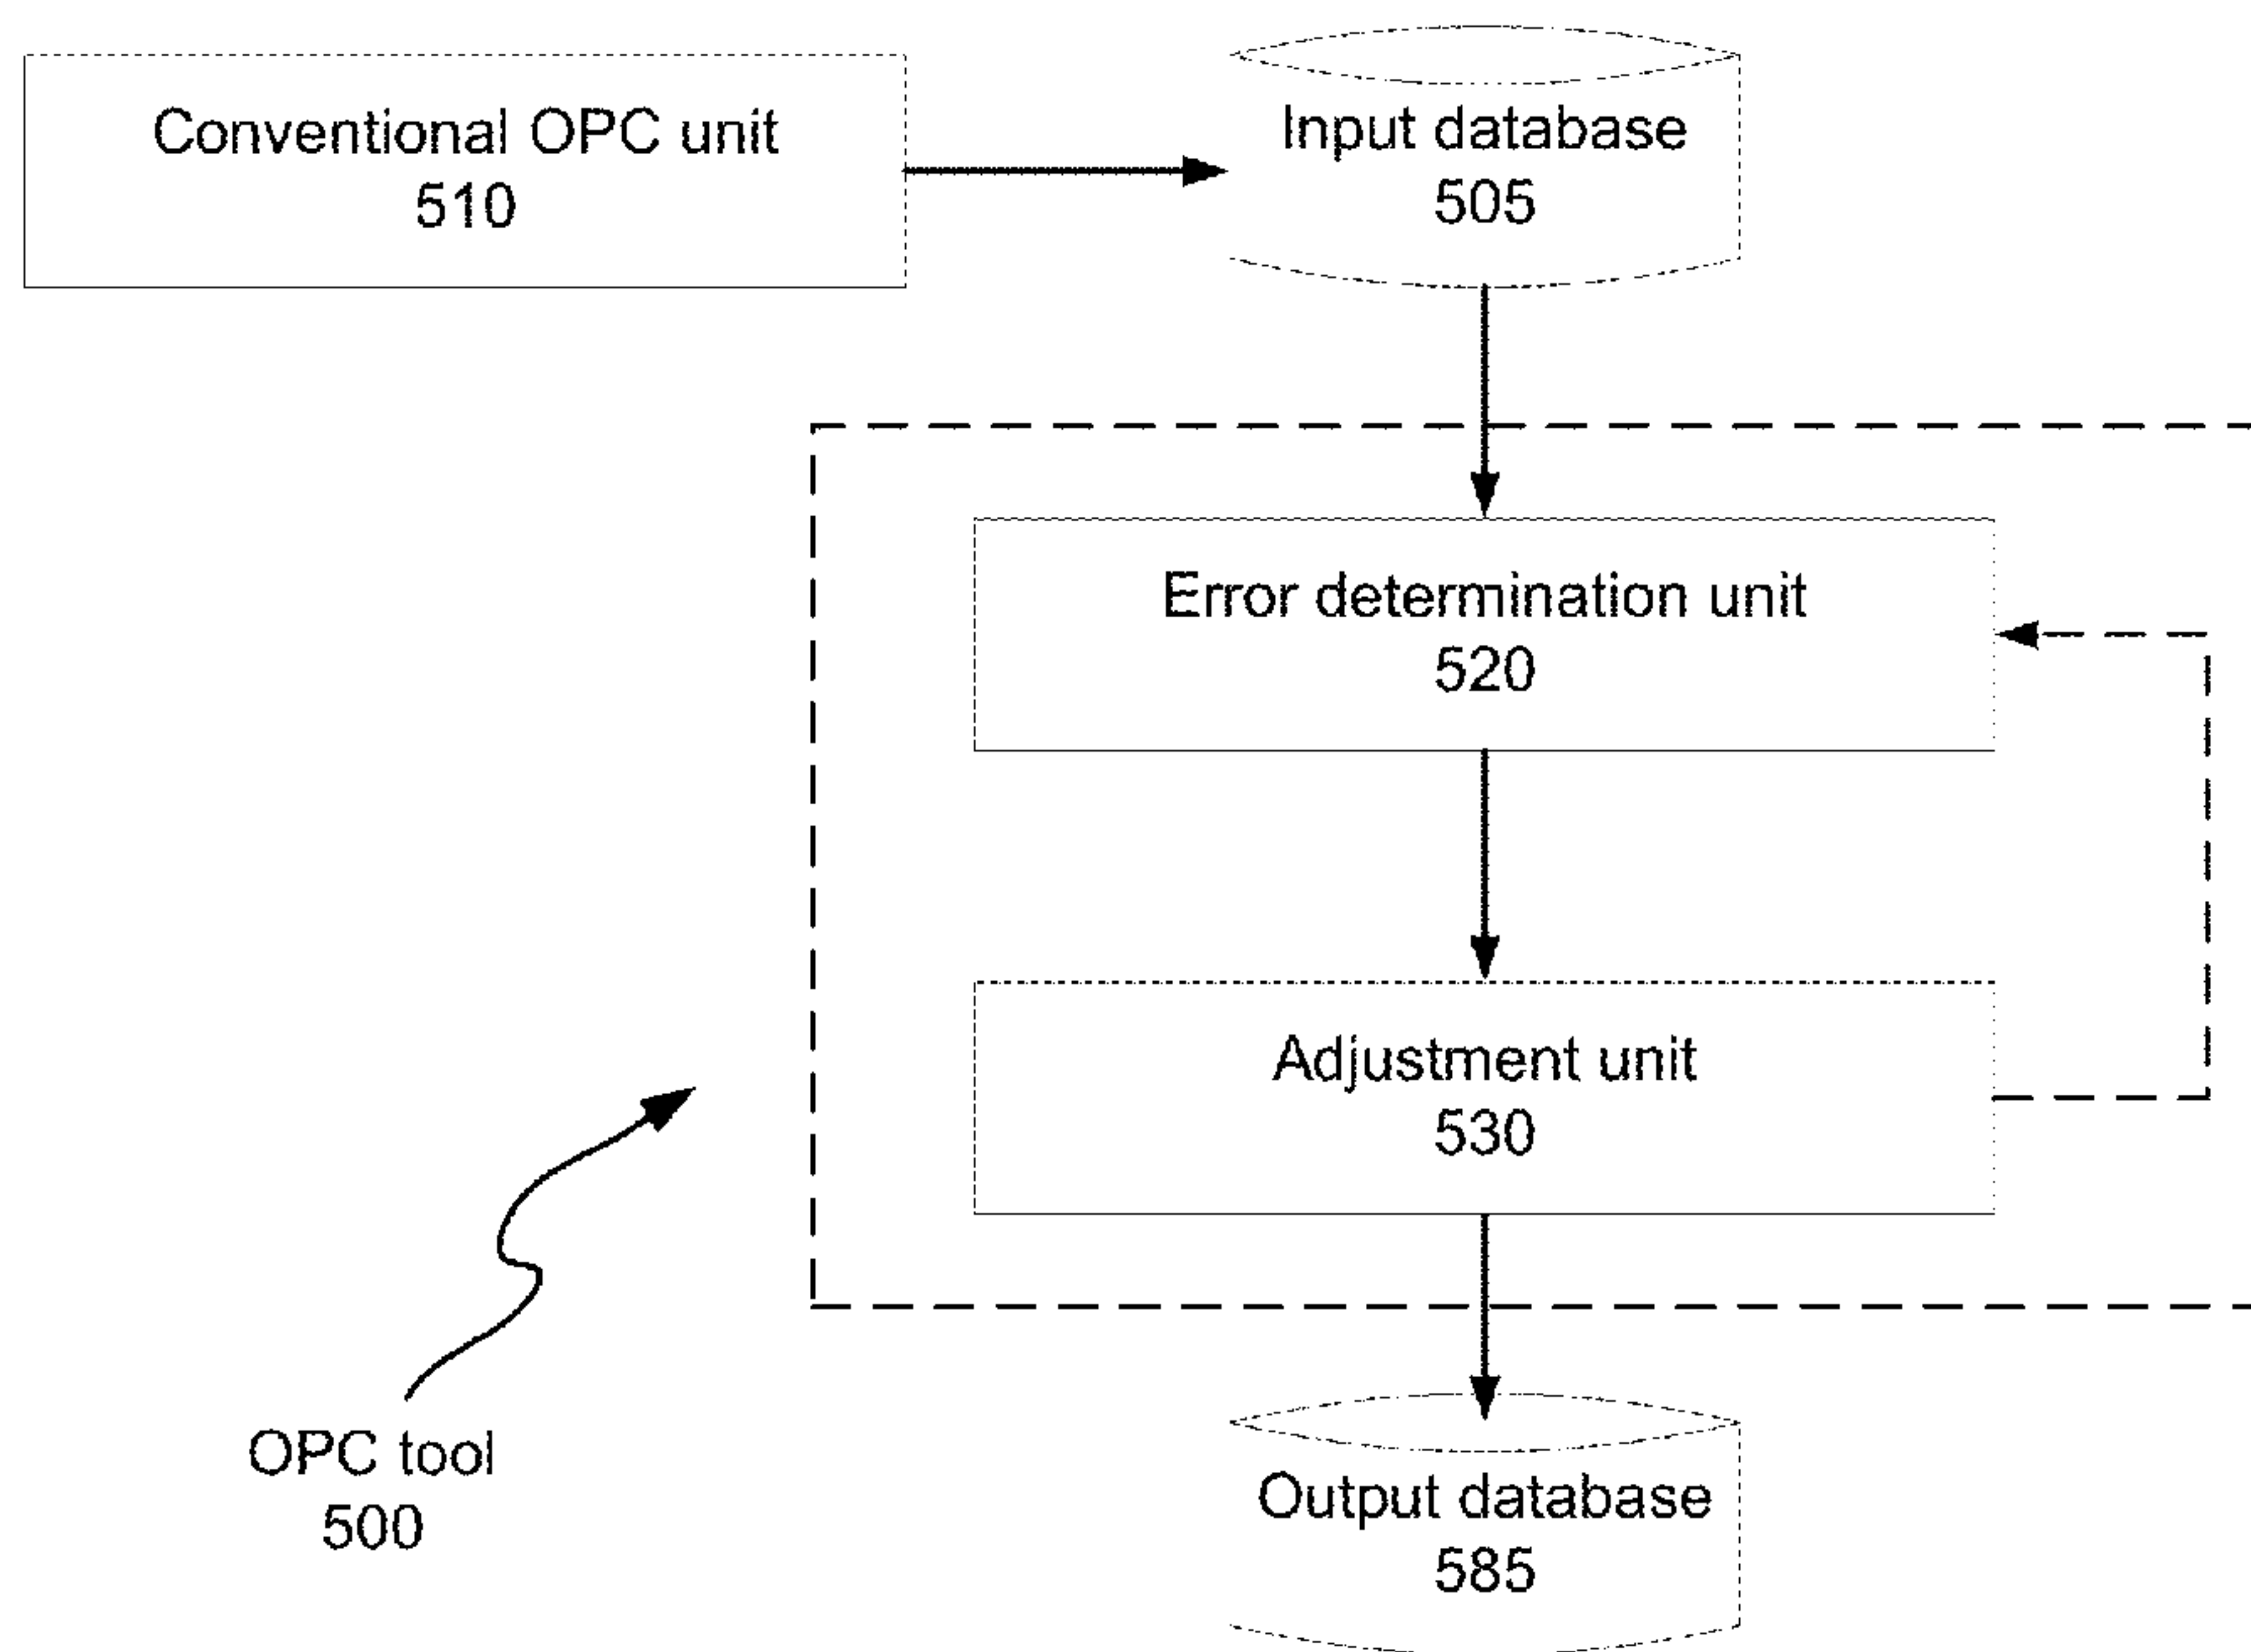 Conventional OPC unit
510
Input database
505
Error determination unit
520
Adjustment unit
530
OPC tool
500
Output database
585